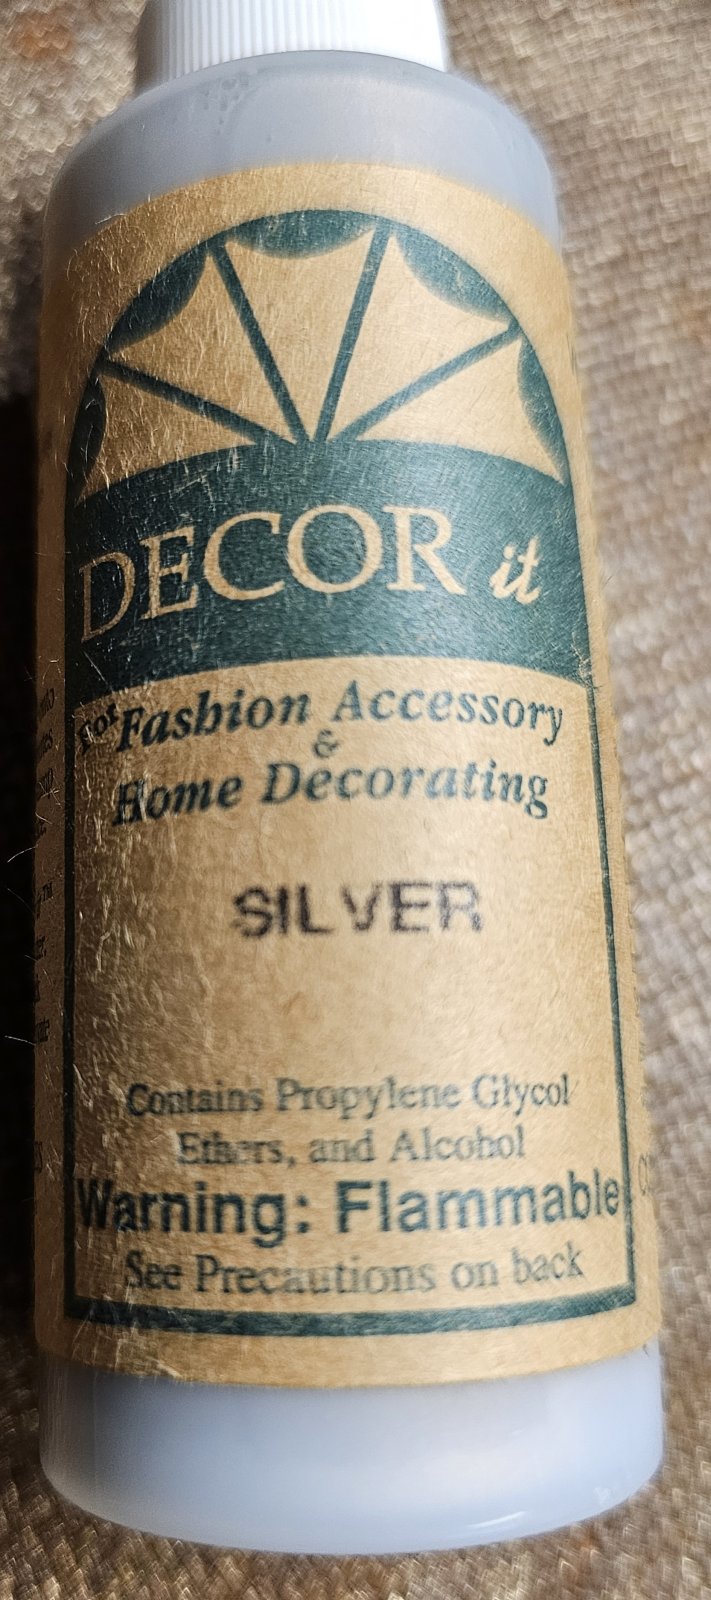 DECOR it
For Fashion Accessory
&
Home Decorating
SILVER
Contains Propylene Glycol
Ethers, and Alcohol
Warning: Flammable
See Precautions on back